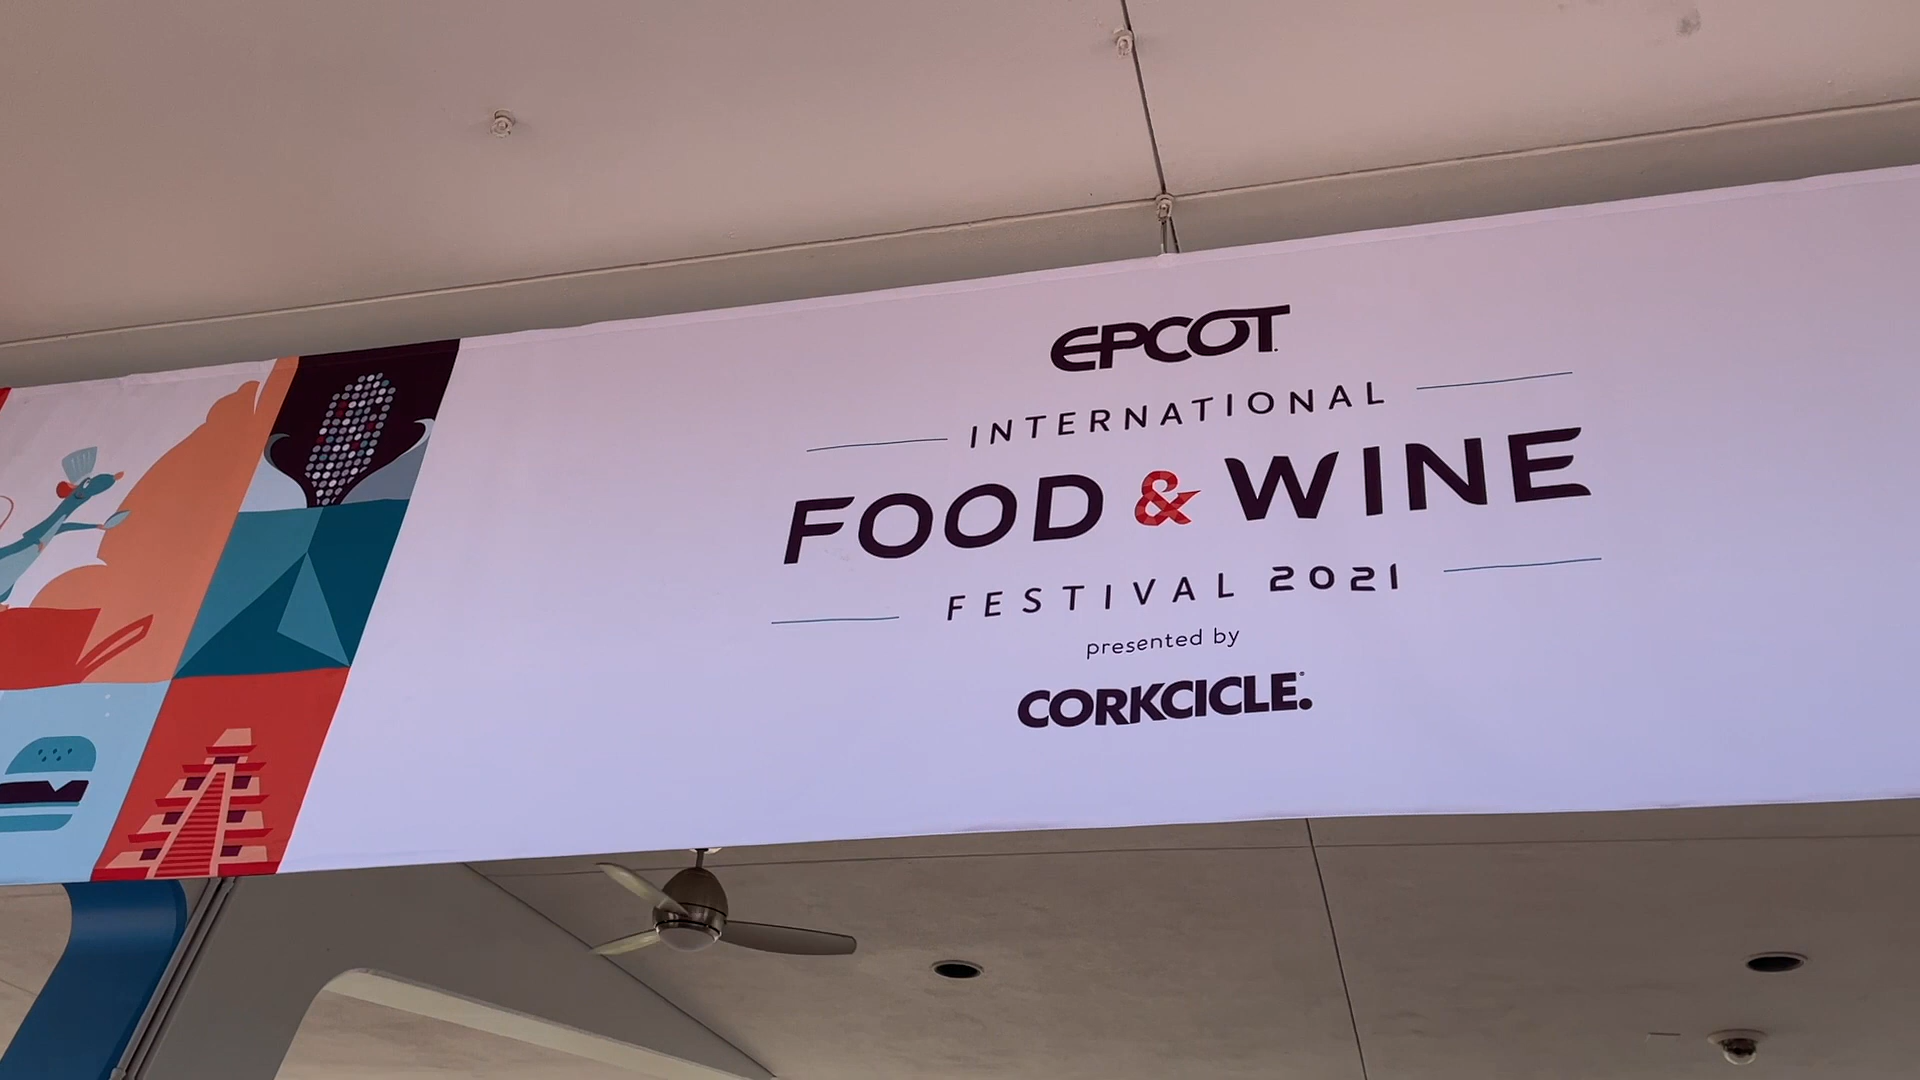 EPCOT
INTERNATIONAL
FOOD & WINE
FESTIVAL 2021
presented by
CORKCICLE.